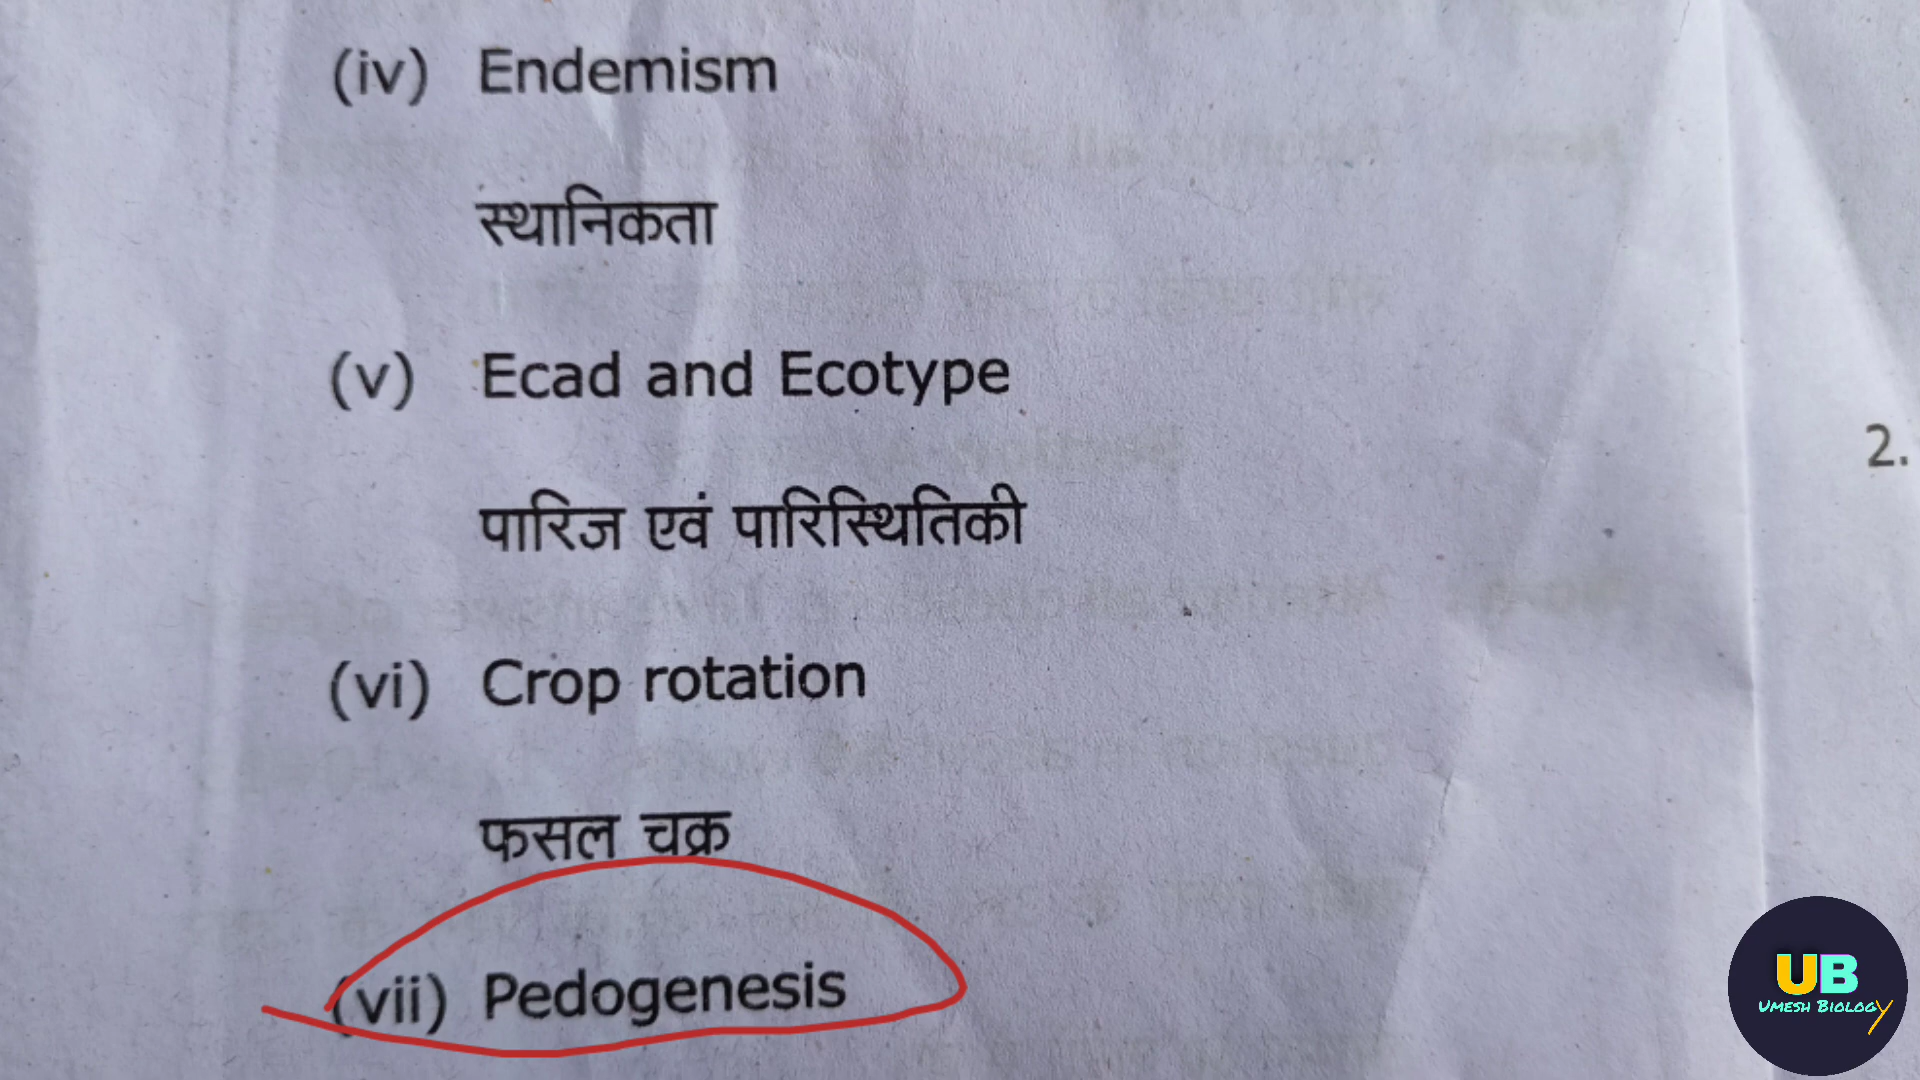 (iv) Endemism
स्थानिकता
(v) Ecad and Ecotype
2.
पारिज एवं पारिस्थितिकी
(vi) Crop rotation
फसल चक्र
(vii) Pedogenesis
UB
UMESH BIOLOGY